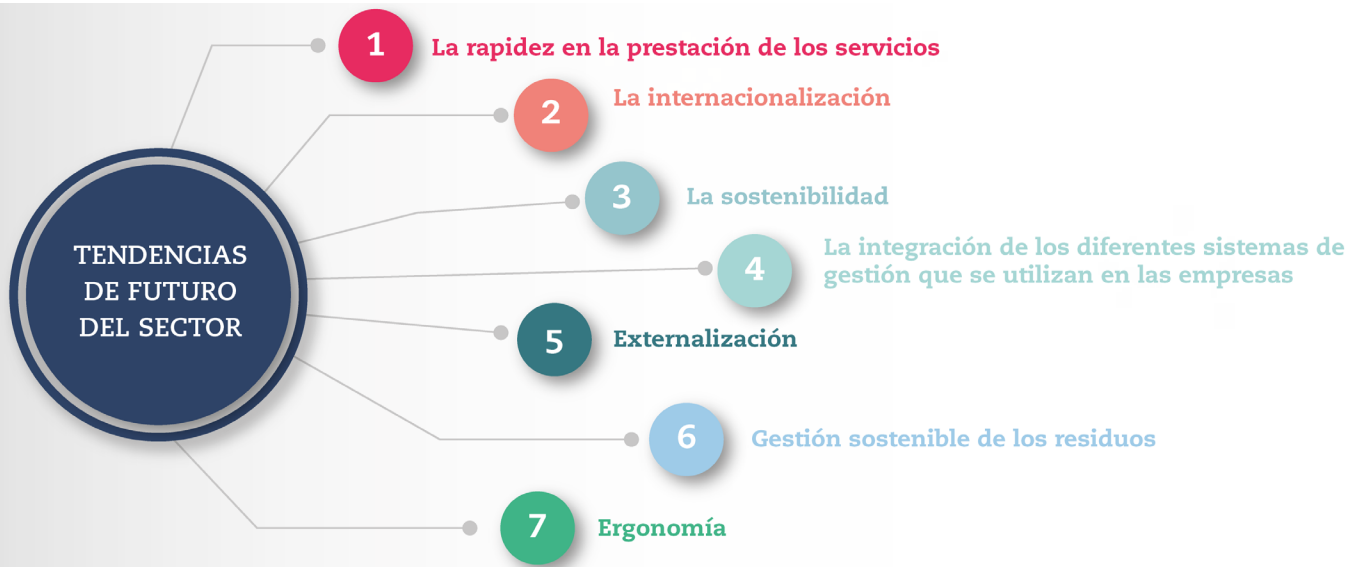 TENDENCIAS
DE FUTURO
DEL SECTOR
1
La rapidez en la prestación de los servicios
2
La internacionalización
3
La sostenibilidad
4
La integración de los diferentes sistemas de
gestión que se utilizan en las empresas
5
Externalización
6
Gestión sostenible de los residuos
7
Ergonomía